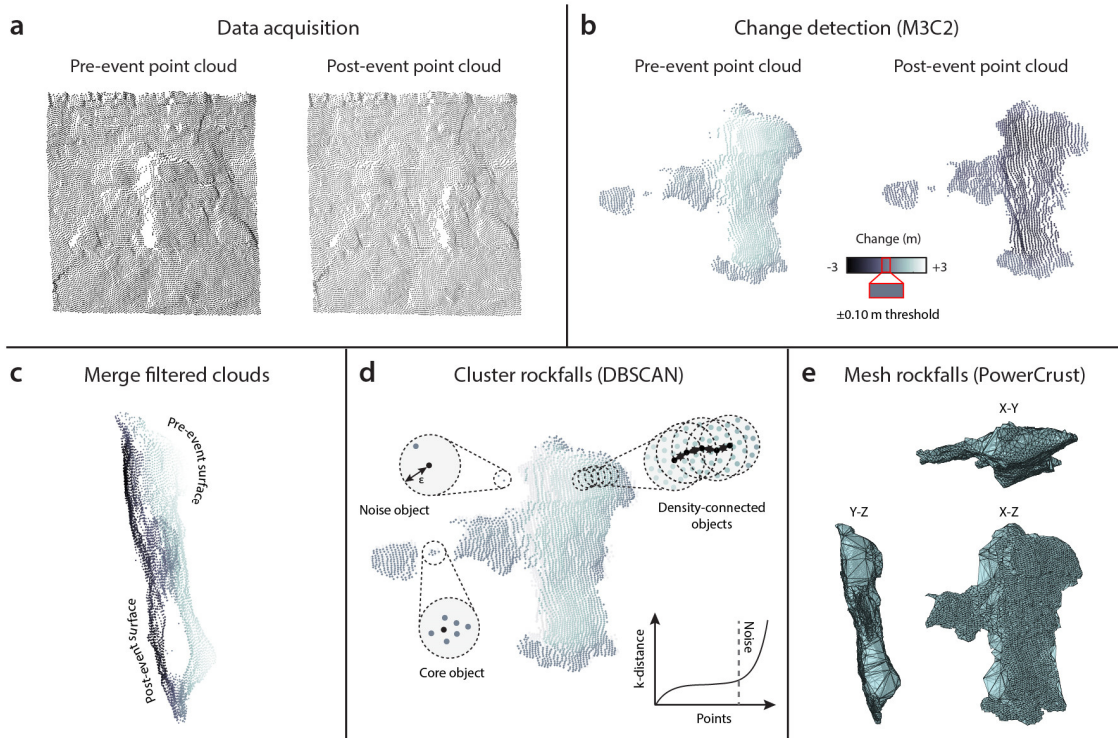 a
Data acquisition
Pre-event point cloud
Post-event point cloud
b
Change detection (M3C2)
Pre-event point cloud
Post-event point cloud
Change (m)
-3
+3
±0.10 m threshold
c
Merge filtered clouds
Pre-event surface
Post-event surface
d
Cluster rockfalls (DBSCAN)
ε
Noise object
Density-connected
objects
Core object
k-distance
Noise
Points
e
Mesh rockfalls (PowerCrust)
X-Y
Y-Z
X-Z